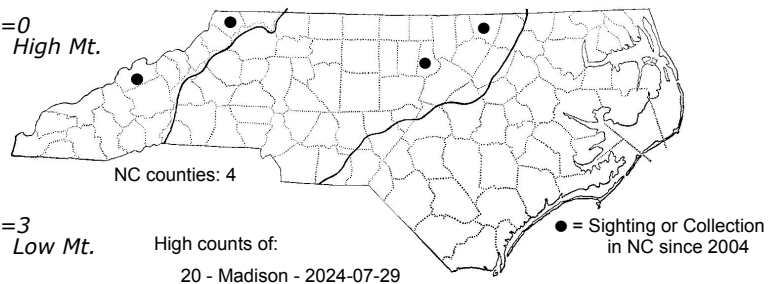 =0
High Mt.
NC counties: 4
=3
Low Mt.
High counts of:
20 - Madison - 2024-07-29
● = Sighting or Collection
in NC since 2004